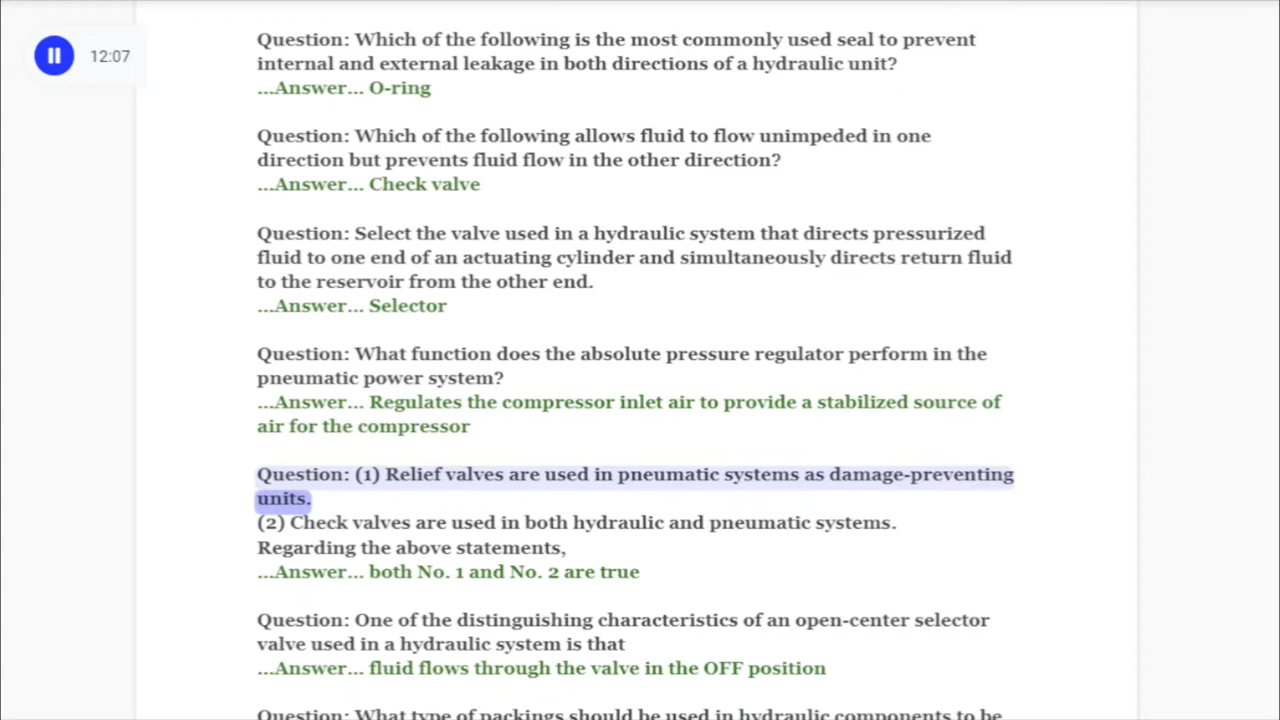 12:07
Question: Which of the following is the most commonly used seal to prevent
internal and external leakage in both directions of a hydraulic unit?
...Answer... O-ring
Question: Which of the following allows fluid to flow unimpeded in one
direction but prevents fluid flow in the other direction?
...Answer... Check valve
Question: Select the valve used in a hydraulic system that directs pressurized
fluid to one end of an actuating cylinder and simultaneously directs return fluid
to the reservoir from the other end.
...Answer... Selector
Question: What function does the absolute pressure regulator perform in the
pneumatic power system?
...Answer... Regulates the compressor inlet air to provide a stabilized source of
air for the compressor
Question: (1) Relief valves are used in pneumatic systems as damage-preventing
units.
(2) Check valves are used in both hydraulic and pneumatic systems.
Regarding the above statements,
...Answer... both No. 1 and No. 2 are true
Question: One of the distinguishing characteristics of an open-center selector
valve used in a hydraulic system is that
...Answer... fluid flows through the valve in the OFF position
Question: What type of packings should be used in hydraulic components to be